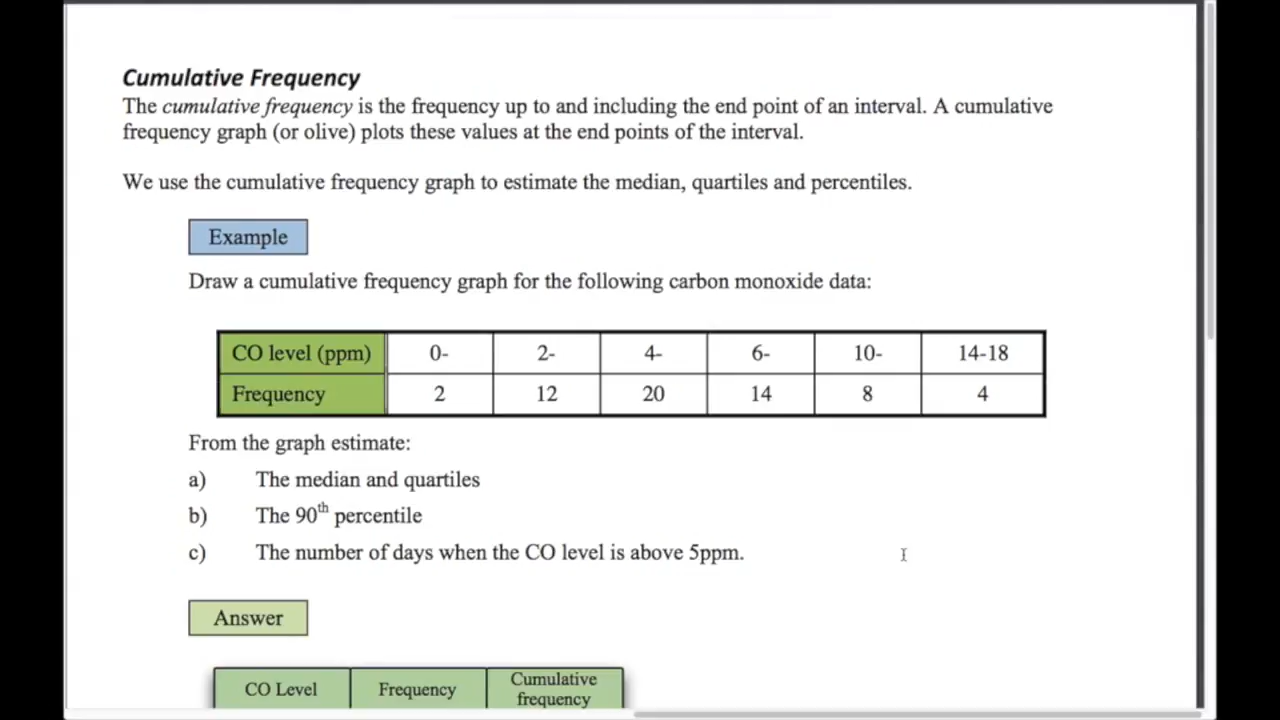 Cumulative Frequency
The cumulative frequency is the frequency up to and including the end point of an interval. A cumulative
frequency graph (or olive) plots these values at the end points of the interval.
We use the cumulative frequency graph to estimate the median, quartiles and percentiles.
Example
Draw a cumulative frequency graph for the following carbon monoxide data:
CO level (ppm) 0- 2- 4- 6- 10- 14-18
Frequency 2 12 20 14 8 4
From the graph estimate:
a) The median and quartiles
b) The 90th percentile
c) The number of days when the CO level is above 5ppm.
Answer
CO Level Frequency Cumulative frequency